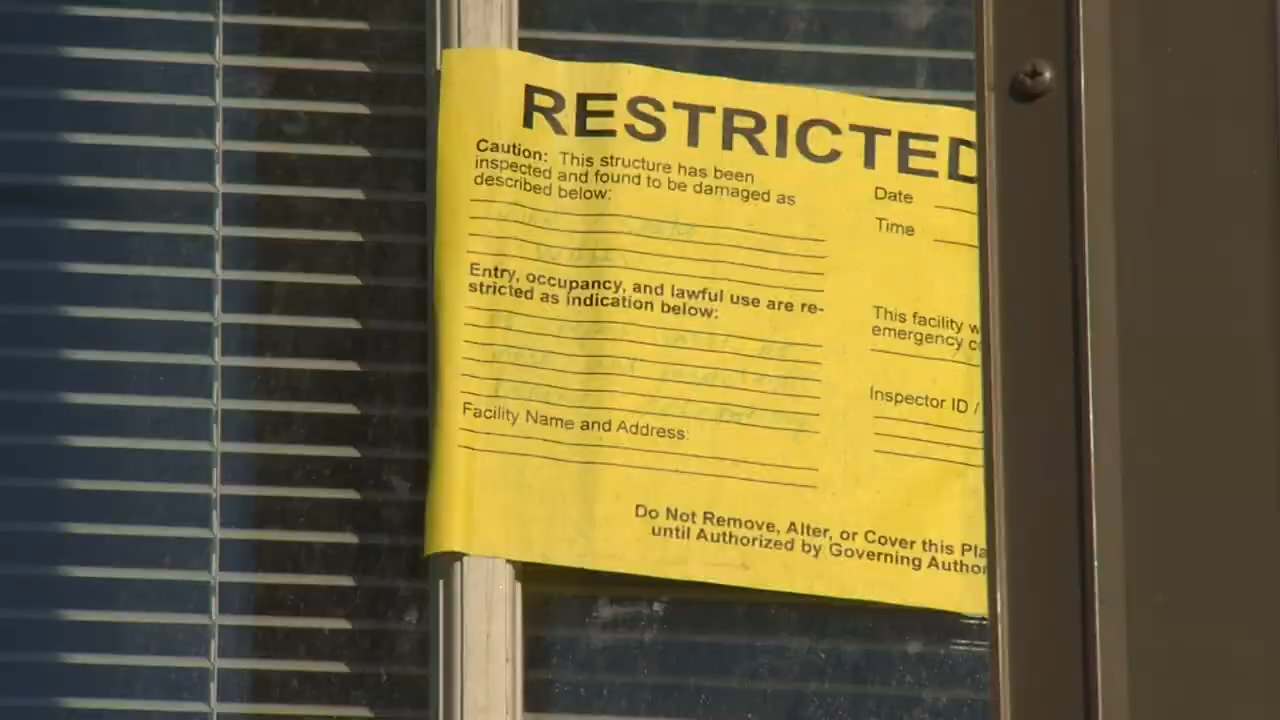 RESTRICTED
Caution: This structure has been
inspected and found to be damaged as
described below:
Date
Time
Entry, occupancy, and lawful use are re-
stricted as indication below:
This facility w
emergency c
Inspector ID /
Facility Name and Address:
Do Not Remove, Alter, or Cover this Pla
until Authorized by Governing Author